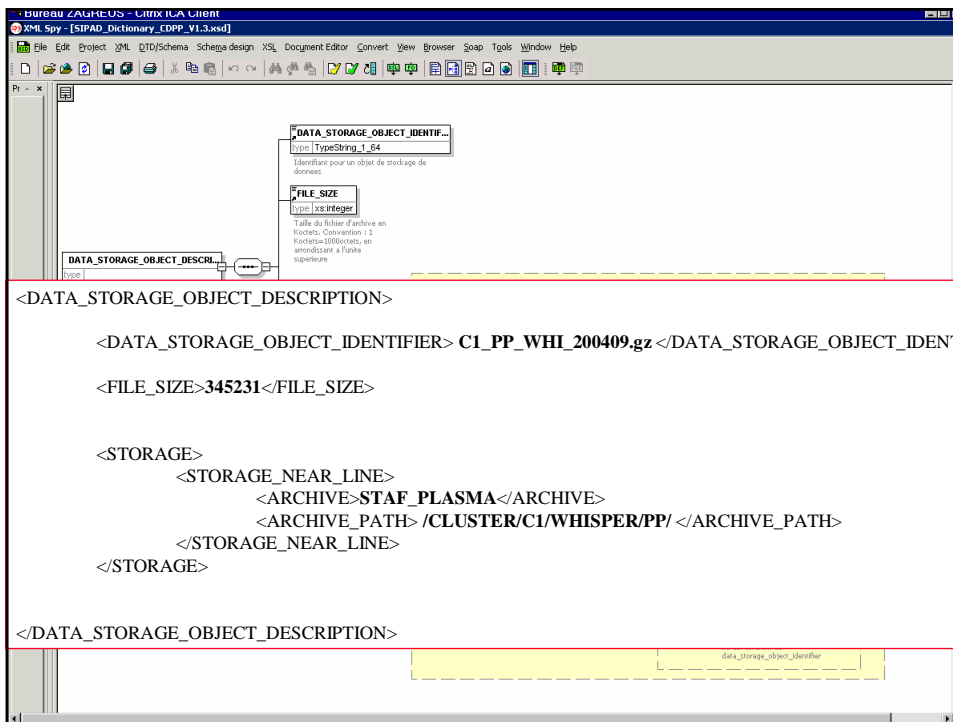 Bureau ZAGREUS - Citrix ICA Client
XML Spy - [SIPAD_Dictionary_CDPP_V1.3.xsd]
File Edit Project XML DTD/Schema Schema design XSL Document Editor Convert View Browser Soap Tools Window Help
Pr
DATA_STORAGE_OBJECT_IDENTIF...
type TypeString_1_64
Identifiant pour un objet de stockage de
donnees
FILE_SIZE
type xs:integer
Taille du fichier d'archive en
Koctets. Convention : 1
Koctets=1000octets, en
arrondissant a l'unite
superieure
DATA_STORAGE_OBJECT_DESCRI...
type
<DATA_STORAGE_OBJECT_DESCRIPTION>
<DATA_STORAGE_OBJECT_IDENTIFIER> C1_PP_WHI_200409.gz </DATA_STORAGE_OBJECT_IDENT
<FILE_SIZE>345231</FILE_SIZE>
<STORAGE>
<STORAGE_NEAR_LINE>
<ARCHIVE>STAF_PLASMA</ARCHIVE>
<ARCHIVE_PATH> /CLUSTER/C1/WHISPER/PP/ </ARCHIVE_PATH>
</STORAGE_NEAR_LINE>
</STORAGE>
</DATA_STORAGE_OBJECT_DESCRIPTION>
data_storage_object_identifier